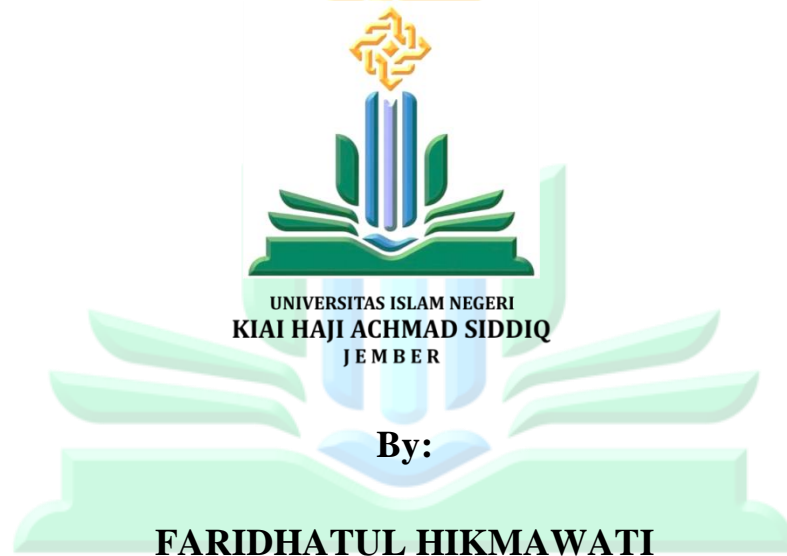 UNIVERSITAS ISLAM NEGERI
KIAI HAJI ACHMAD SIDDIQ
JEMBER
By:
FARIDHATUL HIKMAWATI